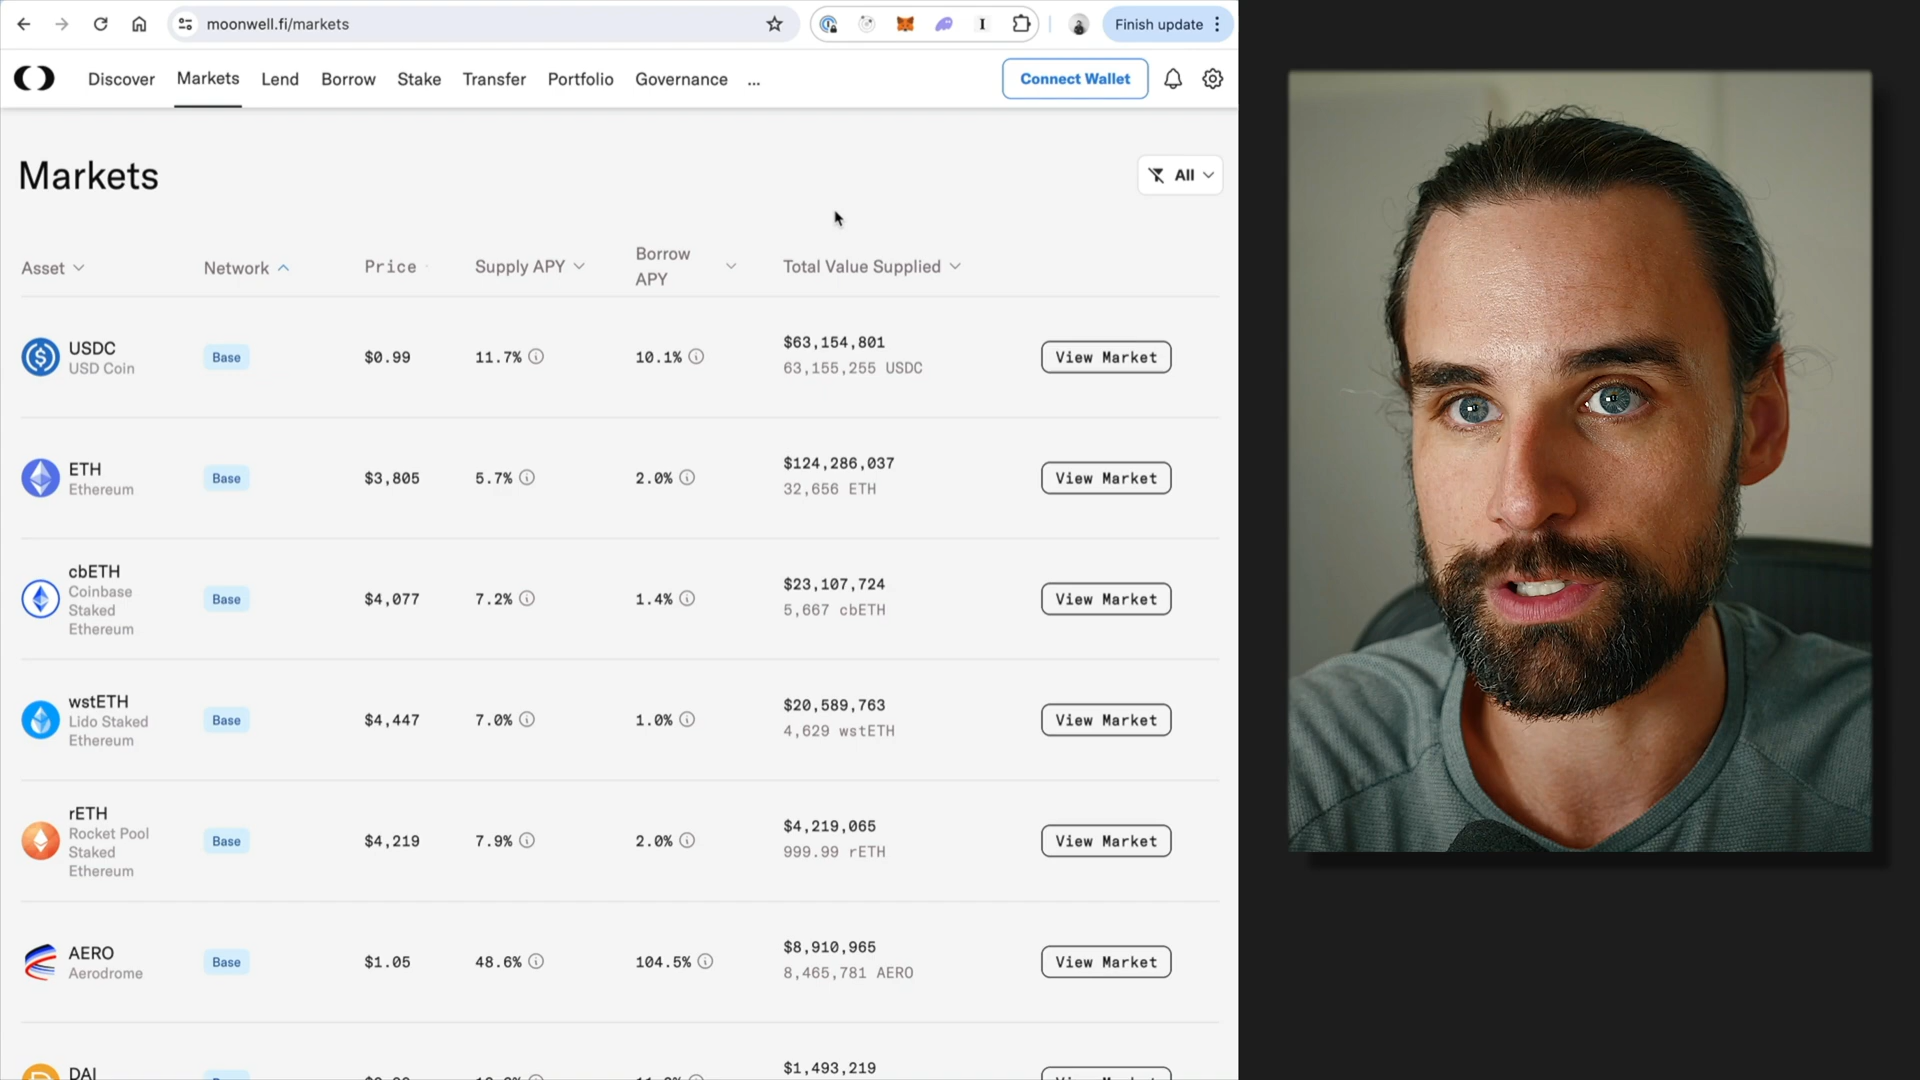 moonwell.fi/markets
Finish update
Discover Markets Lend Borrow Stake Transfer Portfolio Governance ...
Connect Wallet
Markets
All
Asset Network Price Supply APY Borrow APY Total Value Supplied
USDC
USD Coin
Base
$0.99
11.7%
10.1%
$63,154,801
63,155,255 USDC
View Market
ETH
Ethereum
Base
$3,805
5.7%
2.0%
$124,286,037
32,656 ETH
View Market
cbETH
Coinbase
Staked
Ethereum
Base
$4,077
7.2%
1.4%
$23,107,724
5,667 cbETH
View Market
wstETH
Lido Staked
Ethereum
Base
$4,447
7.0%
1.0%
$20,589,763
4,629 wstETH
View Market
rETH
Rocket Pool
Staked
Ethereum
Base
$4,219
7.9%
2.0%
$4,219,065
999.99 rETH
View Market
AERO
Aerodrome
Base
$1.05
48.6%
104.5%
$8,910,965
8,465,781 AERO
View Market
DAI
$1,493,219